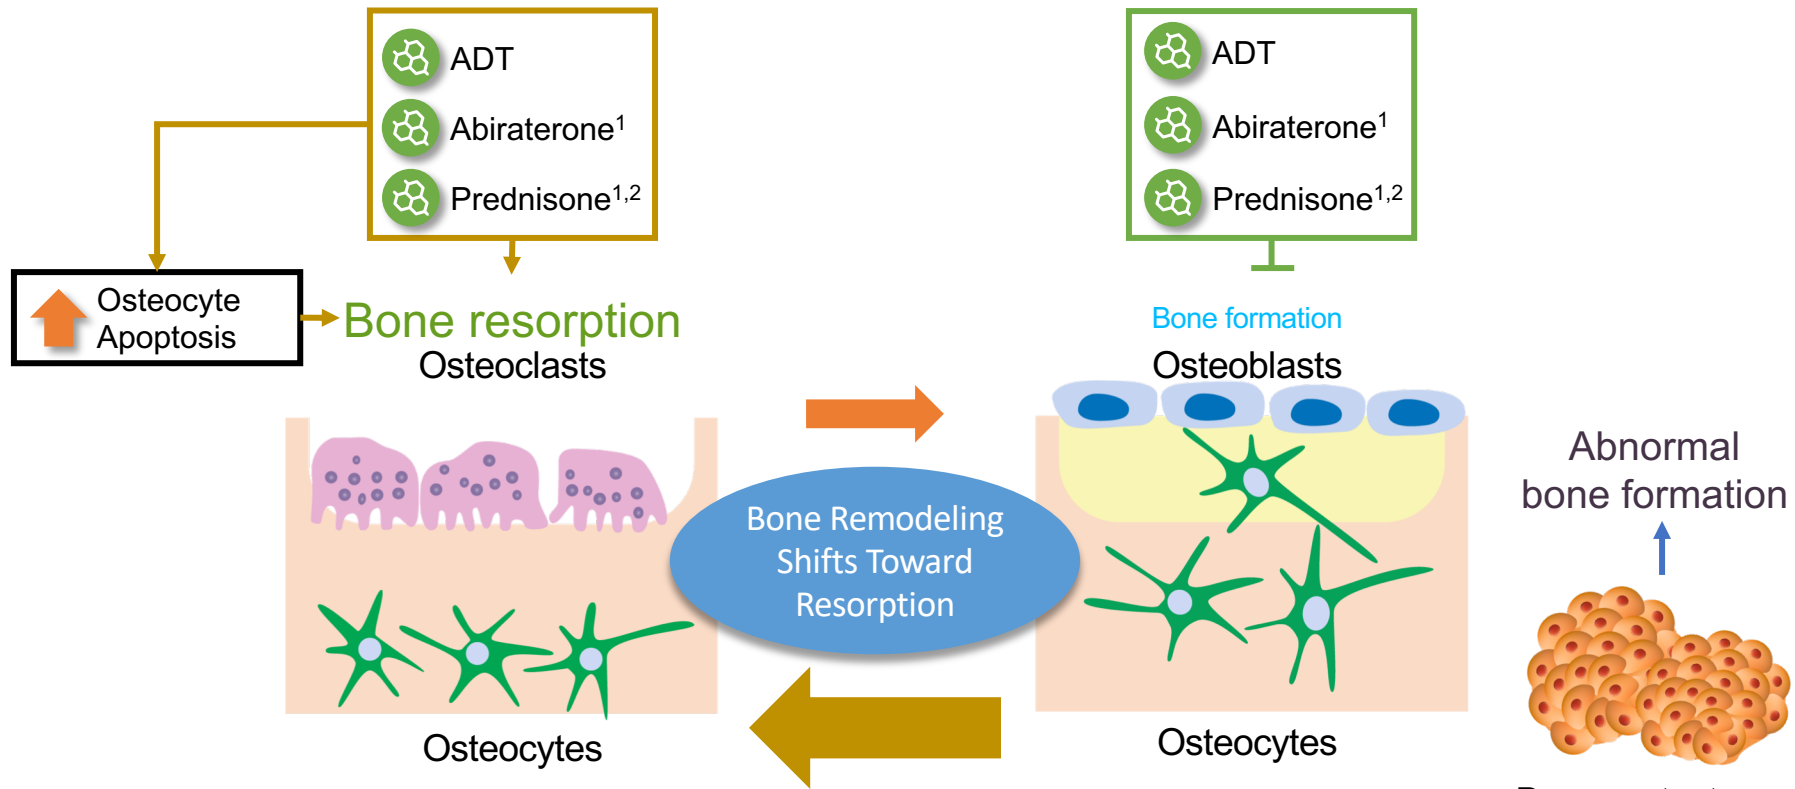 ADT
Abiraterone1
Prednisone1,2
ADT
Abiraterone1
Prednisone1,2
Osteocyte
Apoptosis
Bone resorption
Osteoclasts
Bone formation
Osteoblasts
Abnormal
bone formation
Bone Remodeling
Shifts Toward
Resorption
Osteocytes
Osteocytes